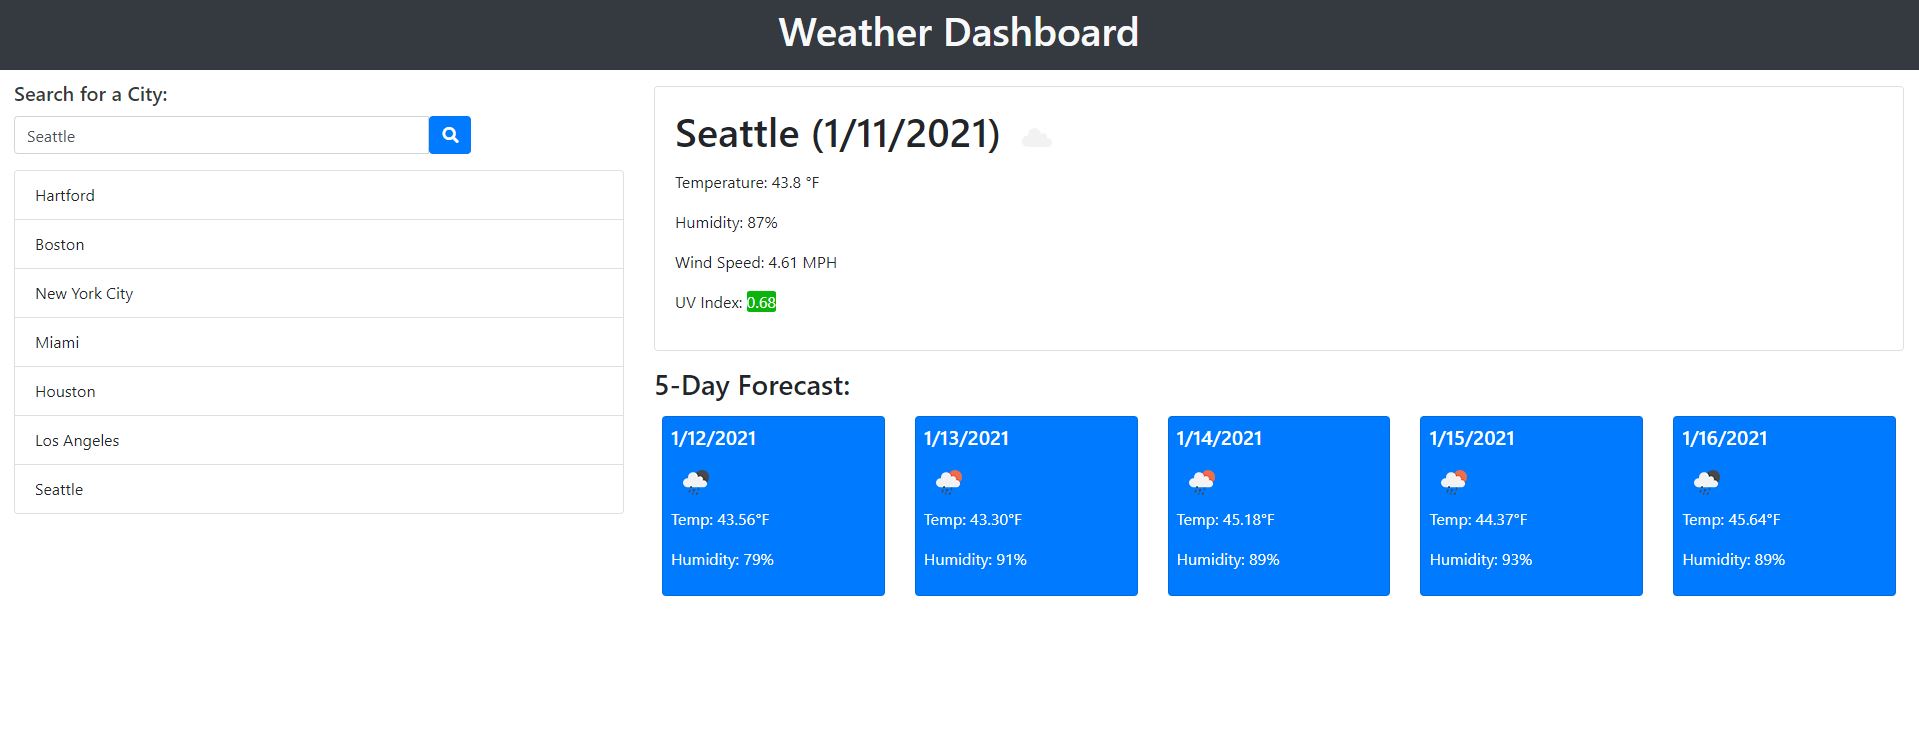 Weather Dashboard
Search for a City:
Seattle
Hartford
Boston
New York City
Miami
Houston
Los Angeles
Seattle
Seattle (1/11/2021)
Temperature: 43.8 °F
Humidity: 87%
Wind Speed: 4.61 MPH
UV Index: 0.68
5-Day Forecast:
1/12/2021
Temp: 43.56°F
Humidity: 79%
1/13/2021
Temp: 43.30°F
Humidity: 91%
1/14/2021
Temp: 45.18°F
Humidity: 89%
1/15/2021
Temp: 44.37°F
Humidity: 93%
1/16/2021
Temp: 45.64°F
Humidity: 89%